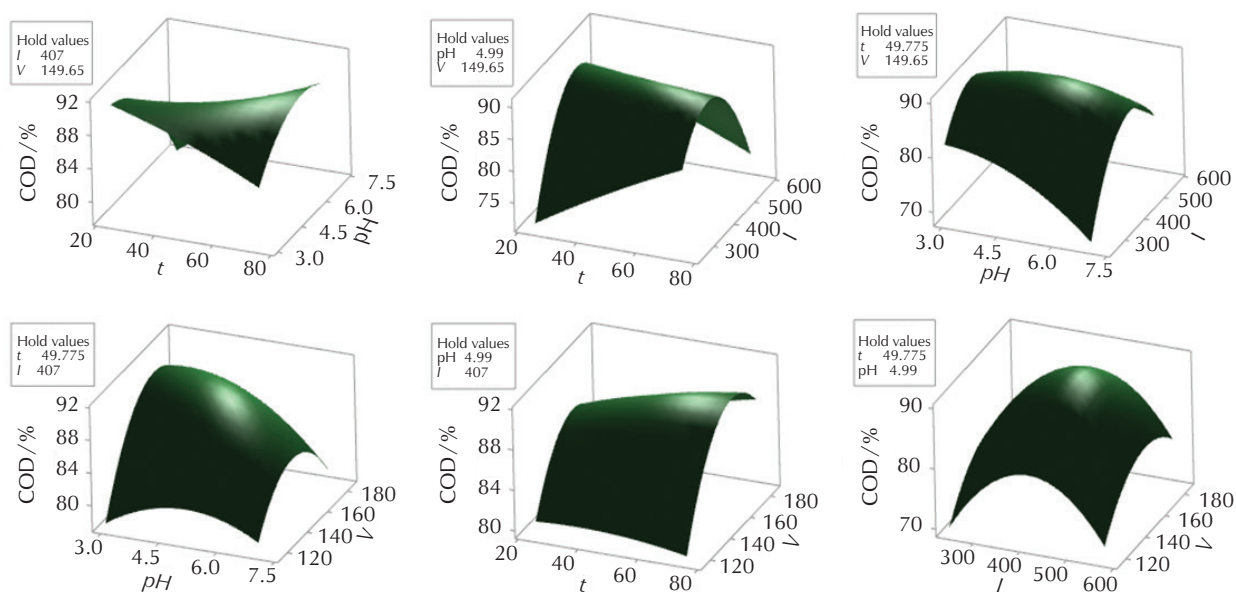 Hold values
I 407
V 149.65
COD/%
92
88
84
80
20
40
60
80
t
3.0
4.5
6.0
7.5
pH
Hold values
pH 4.99
V 149.65
COD/%
90
85
80
75
20
40
60
80
t
300
400
500
600
I
Hold values
t 49.775
V 149.65
COD/%
90
80
70
3.0
4.5
6.0
7.5
pH
300
400
500
600
I
Hold values
t 49.775
I 407
COD/%
92
88
84
80
3.0
4.5
6.0
7.5
pH
120
140
160
180
V
Hold values
pH 4.99
I 407
COD/%
92
88
84
80
20
40
60
80
t
120
140
160
180
V
Hold values
t 49.775
pH 4.99
COD/%
90
80
70
300
400
500
600
I
120
140
160
180
V